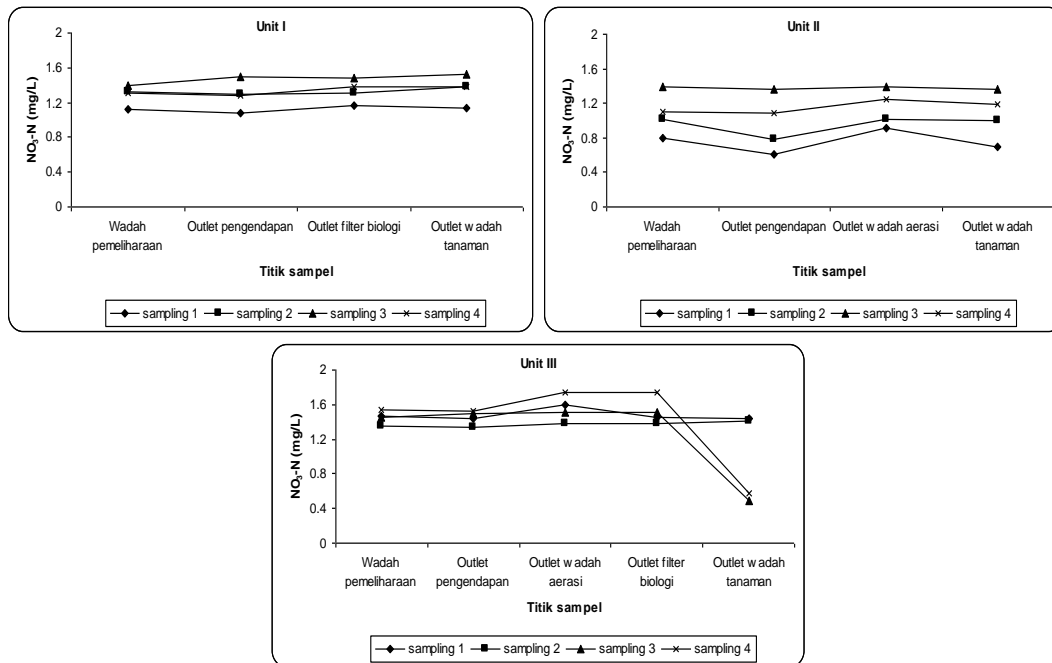 Unit I
NO₃-N (mg/L)
2
1.6
1.2
0.8
0.4
0
Wadah pemeliharaan
Outlet pengendapan
Outlet filter biologi
Outlet wadah tanaman
Titik sampel
sampling 1 sampling 2 sampling 3 sampling 4
Unit II
NO₃-N (mg/L)
2
1.6
1.2
0.8
0.4
0
Wadah pemeliharaan
Outlet pengendapan
Outlet wadah aerasi
Outlet wadah tanaman
Titik sampel
sampling 1 sampling 2 sampling 3 sampling 4
Unit III
NO₃-N (mg/L)
2
1.6
1.2
0.8
0.4
0
Wadah pemeliharaan
Outlet pengendapan
Outlet wadah aerasi
Outlet filter biologi
Outlet wadah tanaman
Titik sampel
sampling 1 sampling 2 sampling 3 sampling 4